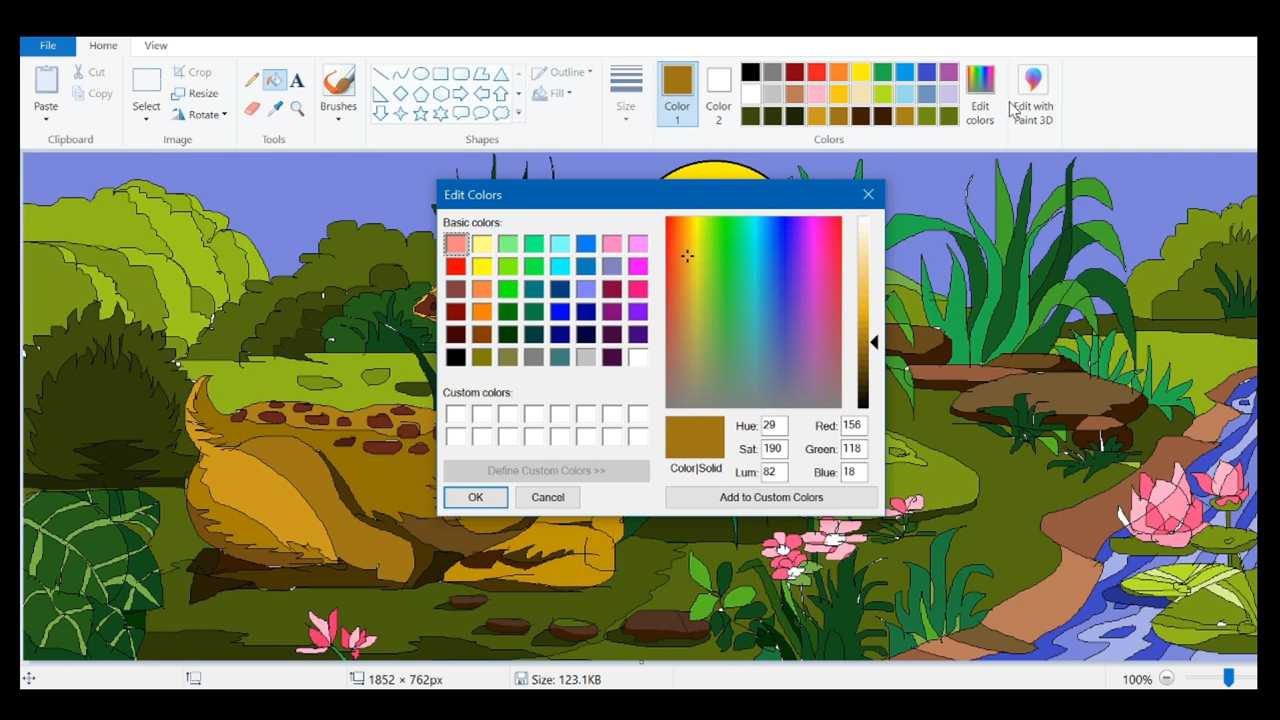 File Home View
Paste
Cut
Copy
Clipboard
Select
Crop
Resize
Rotate
Image
A
Tools
Brushes
Shapes
Outline
Fill
Size
Color 1
Color 2
Edit colors
Colors
Edit with Paint 3D
Edit Colors
Basic colors:
Custom colors:
Define Custom Colors >>
OK Cancel
Color|Solid
Hue: 29 Red: 156
Sat: 190 Green: 118
Lum: 82 Blue: 18
Add to Custom Colors
1852 × 762px Size: 123.1KB 100%